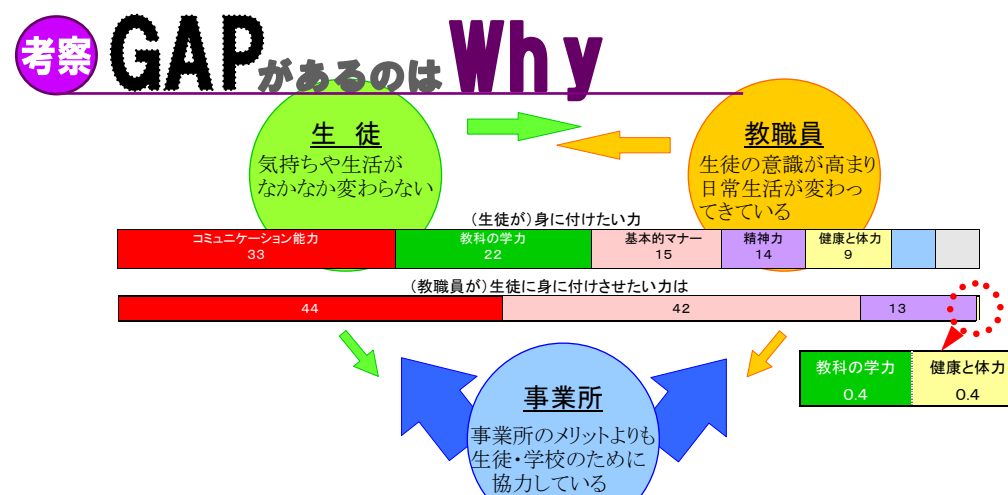 考察 GAPがあるのは Why
生 徒
気持ちや生活が
なかなか変わらない
教職員
生徒の意識が高まり
日常生活が変わっ
てきている
(生徒が)身に付けたい力
コミュニケーション能力 教科の学力 基本的マナー 精神力 健康と体力
33 22 15 14 9
(教職員が)生徒に身に付けさせたい力は
44 42 13
教科の学力 健康と体力
0.4 0.4
事業所
事業所のメリットよりも
生徒・学校のために
協力している